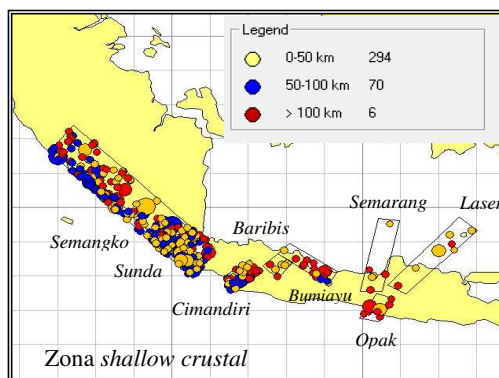 Legend
0-50 km 294
50-100 km 70
> 100 km 6
Semarang
Lasem
Baribis
Semangko
Sunda
Bumiayu
Cimandiri
Opak
Zona shallow crustal